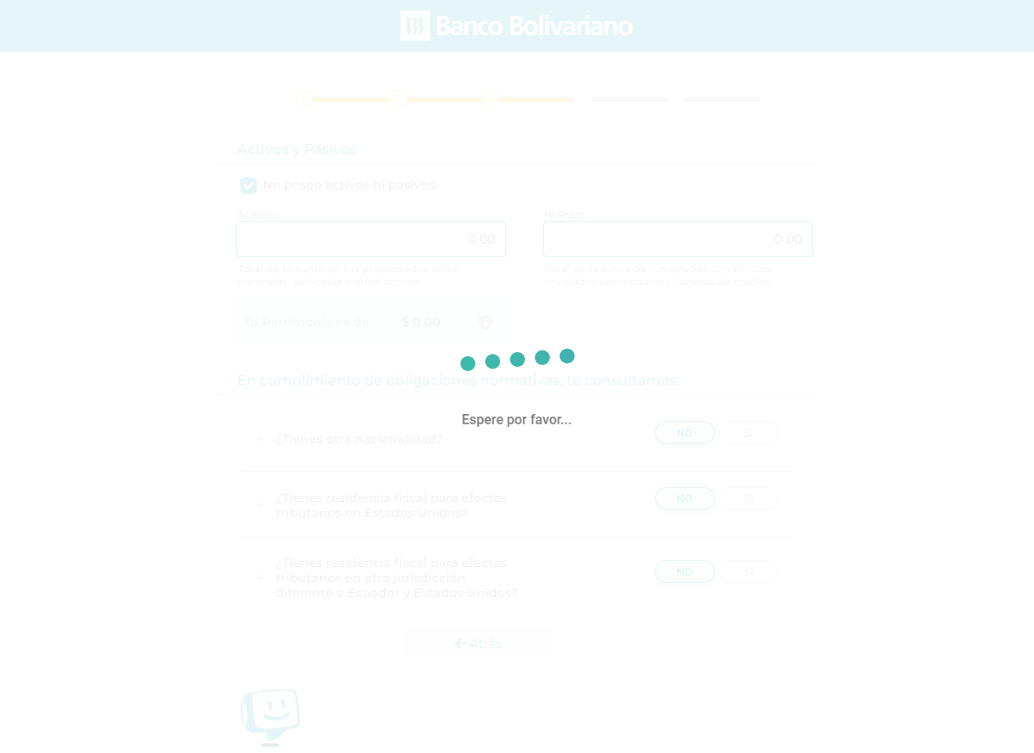 Banco Bolivariano
Activos y Pasivos
No poseo activos ni pasivos.
ACTIVOS
0.00
Total de la suma de tus propiedades como
viviendas, vehículos y otros activos.
PASIVOS
0.00
Total de la suma de tus deudas con Bancos,
entidades comerciales y tarjetas de crédito.
Tu Patrimonio es de $ 0.00
En cumplimiento de obligaciones normativas, te consultamos:
Espere por favor...
+ ¿Tienes otra nacionalidad? NO SI
+ ¿Tienes residencia fiscal para efectos
tributarios en Estados Unidos? NO SI
+ ¿Tienes residencia fiscal para efectos
tributarios en otra jurisdicción
diferente a Ecuador y Estados Unidos? NO SI
Atrás